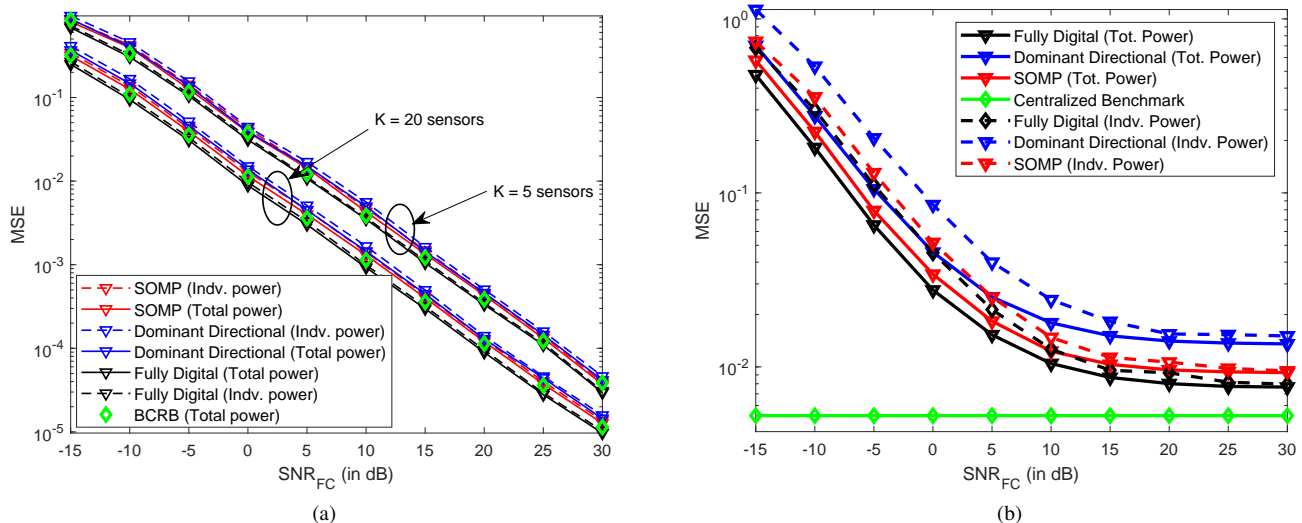 10^-1
10^-2
10^-3
10^-4
10^-5
MSE
K = 20 sensors
K = 5 sensors
SOMP (Indv. power)
SOMP (Total power)
Dominant Directional (Indv. power)
Dominant Directional (Total power)
Fully Digital (Total power)
Fully Digital (Indv. power)
BCRB (Total power)
-15 -10 -5 0 5 10 15 20 25 30
SNR_FC (in dB)
(a)
10^0
10^-1
10^-2
MSE
Fully Digital (Tot. Power)
Dominant Directional (Tot. Power)
SOMP (Tot. Power)
Centralized Benchmark
Fully Digital (Indv. Power)
Dominant Directional (Indv. Power)
SOMP (Indv. Power)
-15 -10 -5 0 5 10 15 20 25 30
SNR_FC (in dB)
(b)